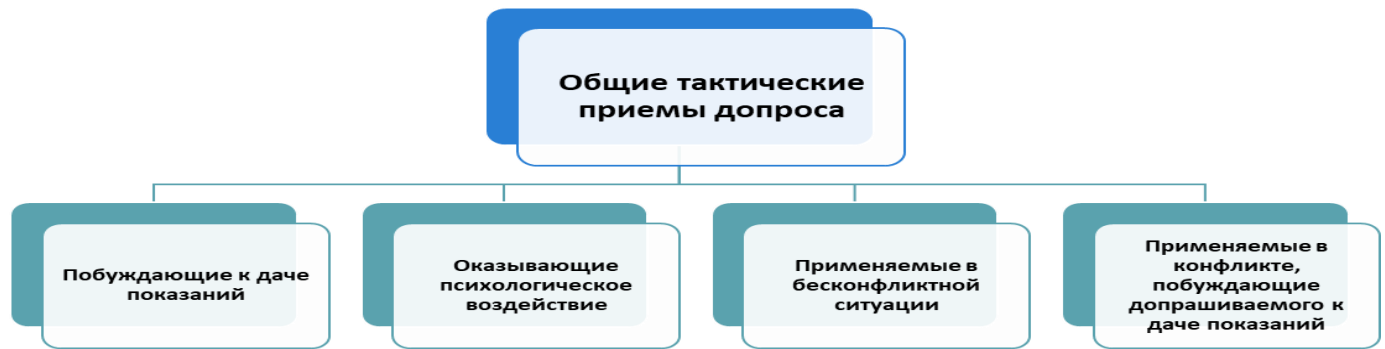 Общие тактические
приемы допроса
Побуждающие к даче
показаний
Оказывающие
психологическое
воздействие
Применяемые в
бесконфликтной
ситуации
Применяемые в
конфликте,
побуждающие
допрашиваемого к
даче показаний